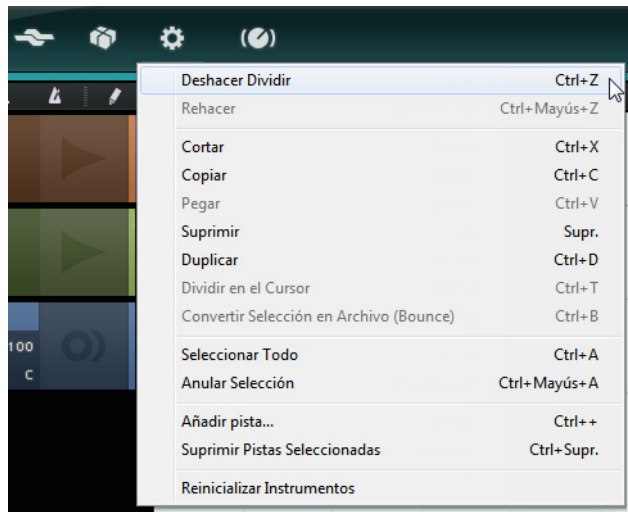 Deshacer Dividir Ctrl+Z
Rehacer Ctrl+Mayús+Z
Cortar Ctrl+X
Copiar Ctrl+C
Pegar Ctrl+V
Suprimir Supr.
Duplicar Ctrl+D
Dividir en el Cursor Ctrl+T
Convertir Selección en Archivo (Bounce) Ctrl+B
Seleccionar Todo Ctrl+A
100
Anular Selección Ctrl+Mayús+A
C
Añadir pista... Ctrl++
Suprimir Pistas Seleccionadas Ctrl+Supr.
Reinicializar Instrumentos